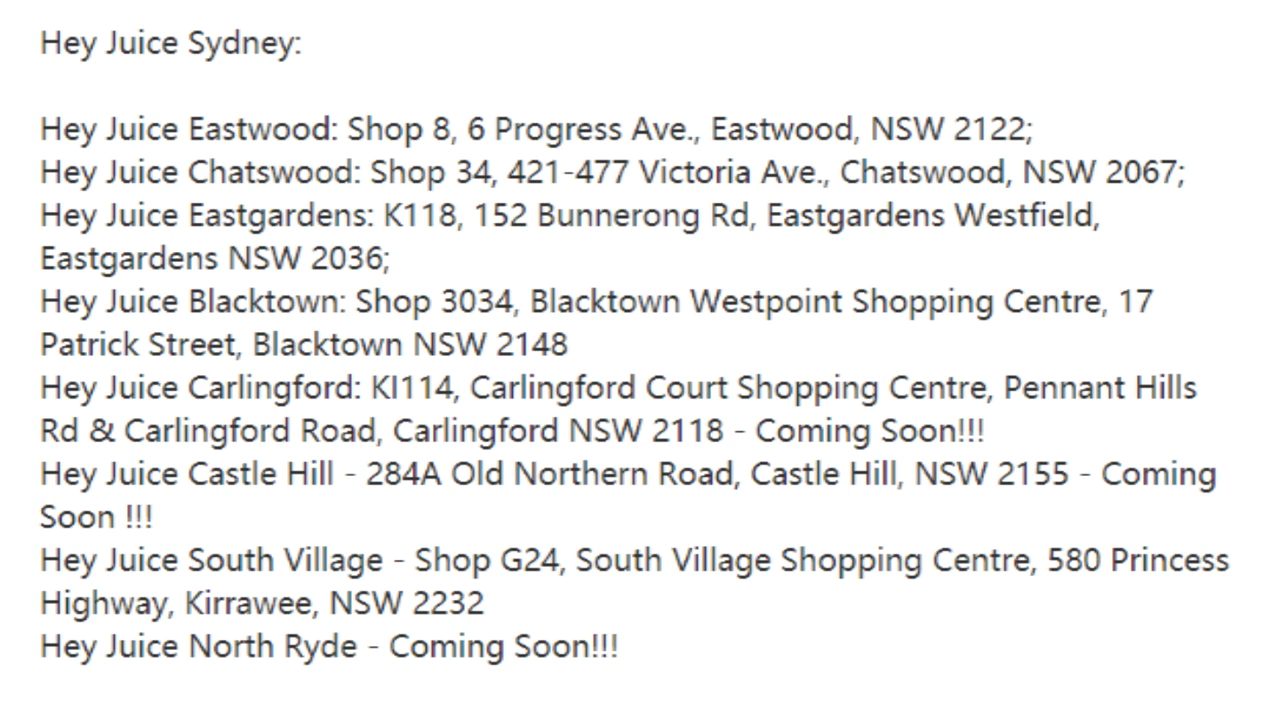 Hey Juice Sydney:
Hey Juice Eastwood: Shop 8, 6 Progress Ave., Eastwood, NSW 2122;
Hey Juice Chatswood: Shop 34, 421-477 Victoria Ave., Chatswood, NSW 2067;
Hey Juice Eastgardens: K118, 152 Bunnerong Rd, Eastgardens Westfield,
Eastgardens NSW 2036;
Hey Juice Blacktown: Shop 3034, Blacktown Westpoint Shopping Centre, 17
Patrick Street, Blacktown NSW 2148
Hey Juice Carlingford: KI114, Carlingford Court Shopping Centre, Pennant Hills
Rd & Carlingford Road, Carlingford NSW 2118 - Coming Soon!!!
Hey Juice Castle Hill - 284A Old Northern Road, Castle Hill, NSW 2155 - Coming
Soon !!!
Hey Juice South Village - Shop G24, South Village Shopping Centre, 580 Princess
Highway, Kirrawee, NSW 2232
Hey Juice North Ryde - Coming Soon!!!